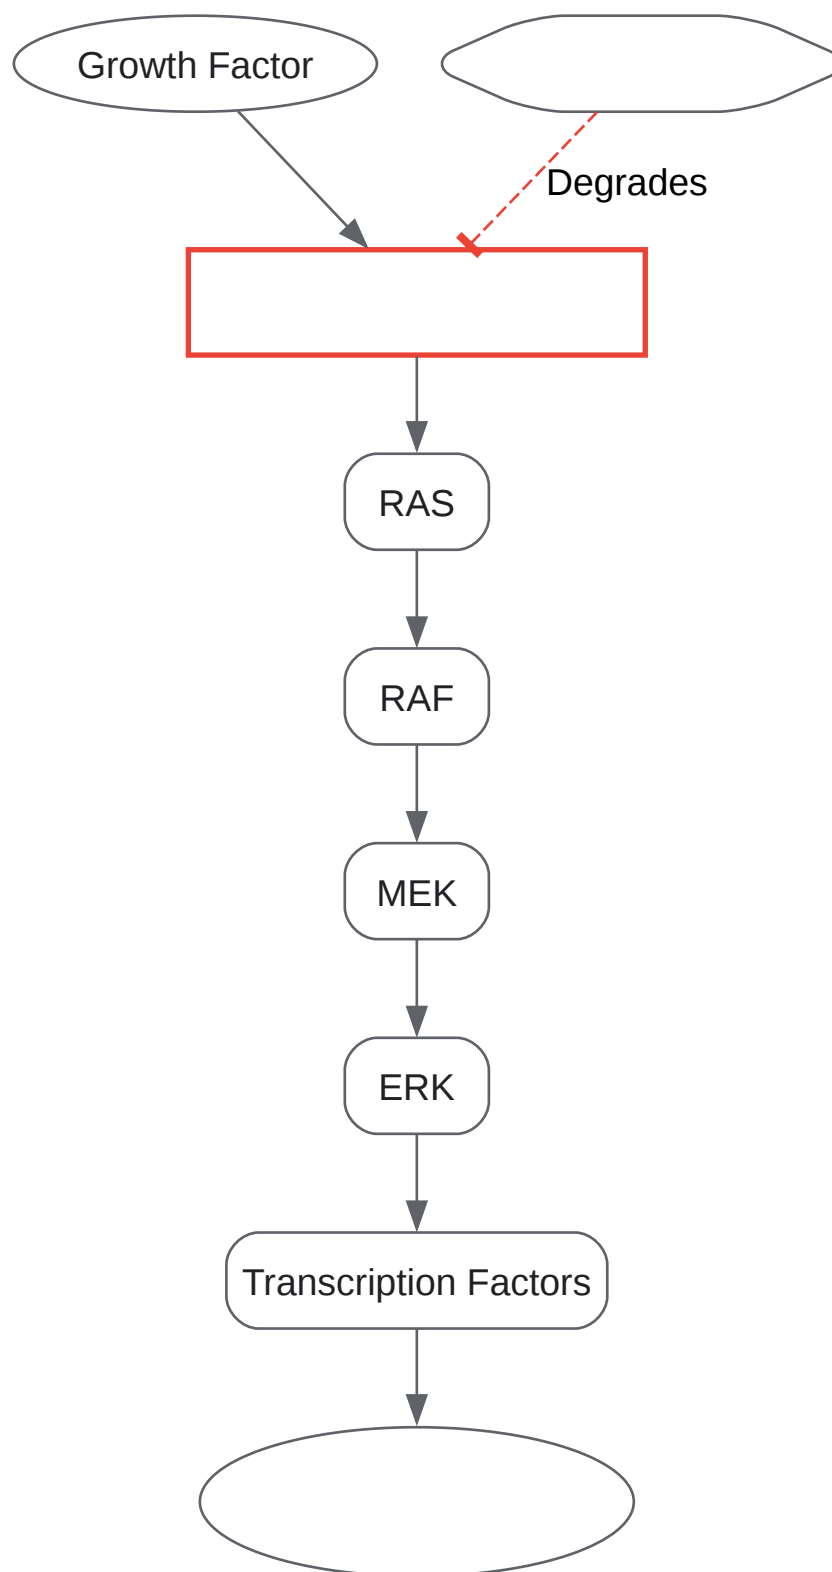 Growth Factor
Degrades
RAS
RAF
MEK
ERK
Transcription Factors